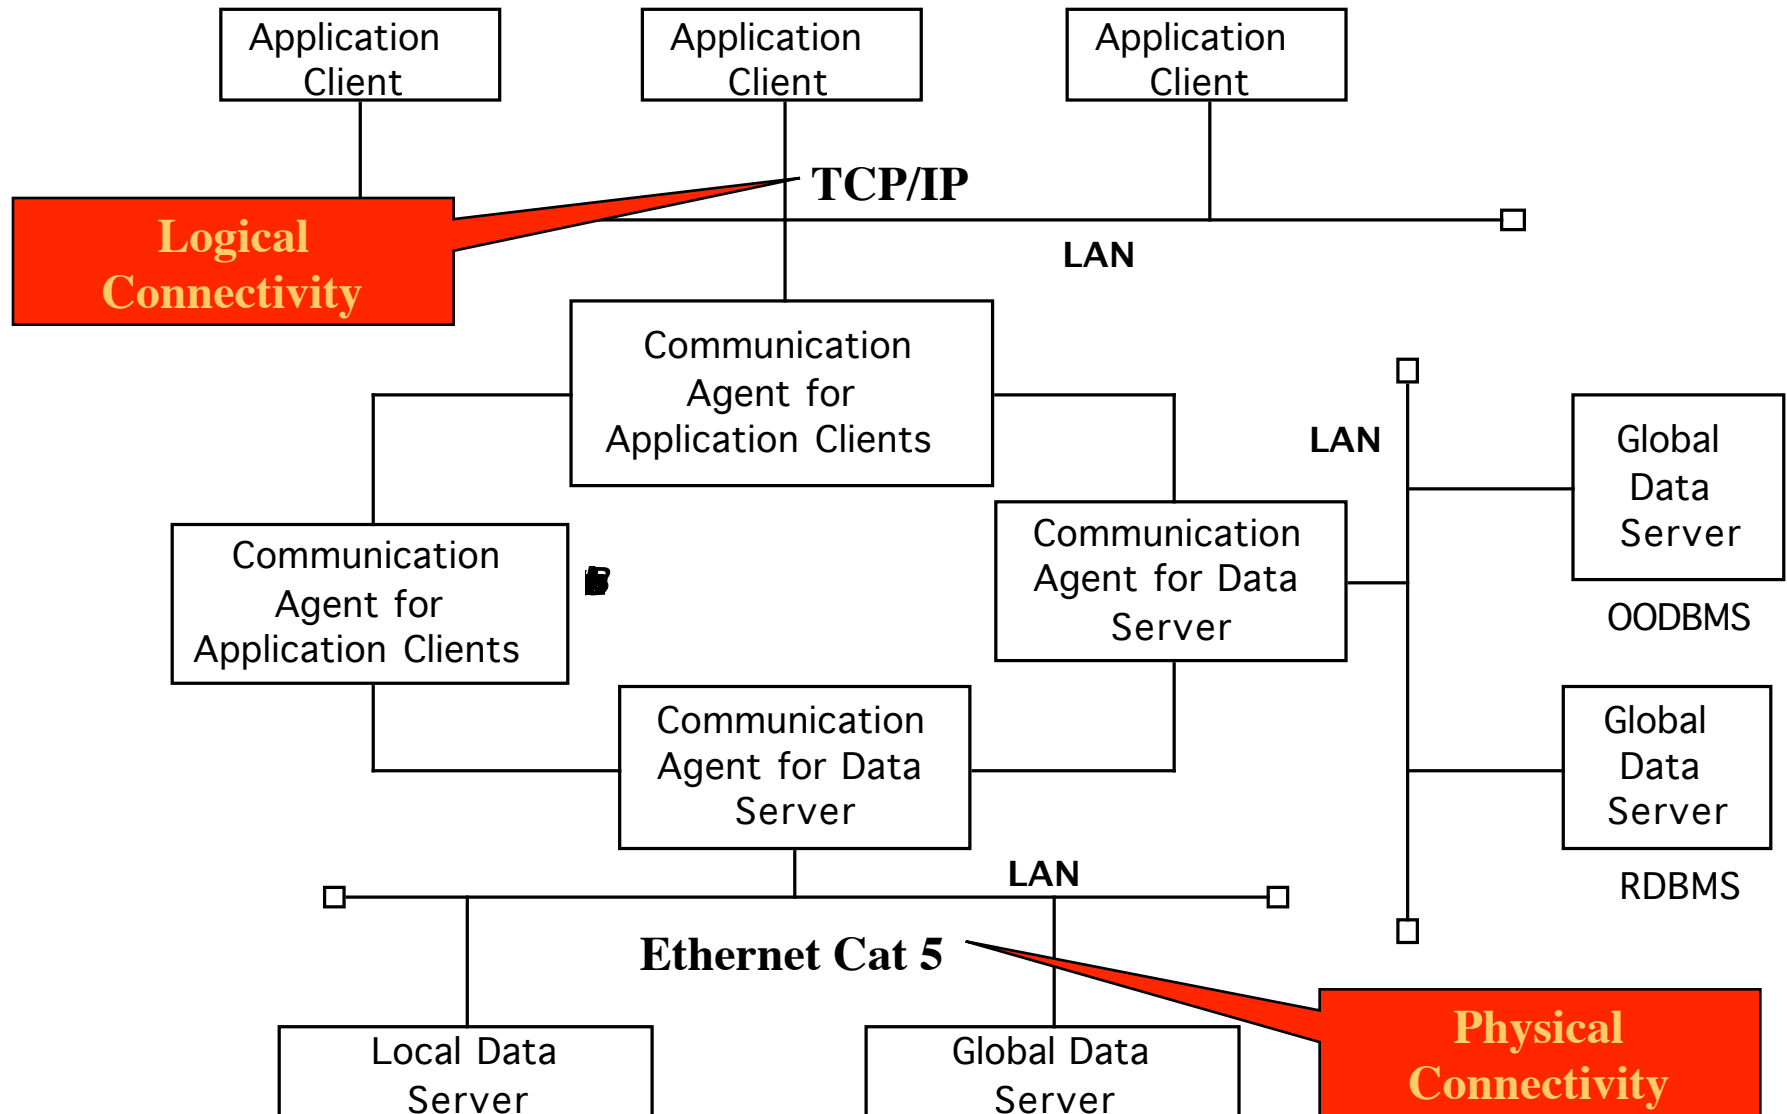 Application
Client
Application
Client
Application
Client
TCP/IP
Logical
Connectivity
LAN
Communication
Agent for
Application Clients
LAN
Global
Data
Server
OODBMS
Communication
Agent for
Application Clients
Communication
Agent for Data
Server
Communication
Agent for Data
Server
Global
Data
Server
RDBMS
LAN
Ethernet Cat 5
Physical
Connectivity
Local Data
Server
Global Data
Server